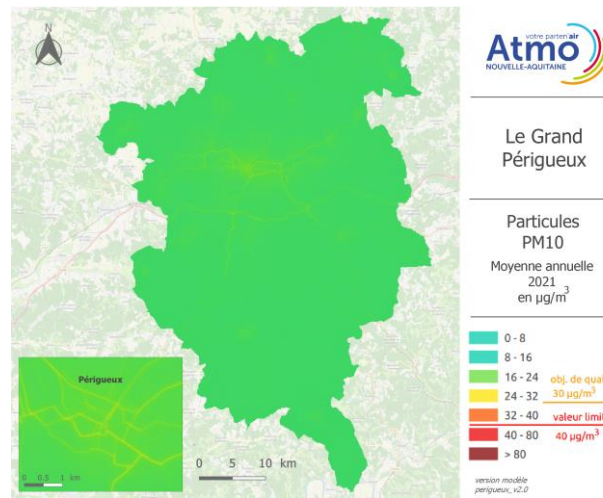 N
votre parten'air
Atmo
NOUVELLE-AQUITAINE
Le Grand
Périgueux
Particules
PM10
Moyenne annuelle
2021
en µg/m³
0 - 8
8 - 16
16 - 24
obj. de qual
24 - 32
30 µg/m³
32 - 40
valeur limit
40 - 80
40 µg/m³
> 80
version modèle
perigueux_v2.0
Périgueux
0 0.5 1 km
0 5 10 km